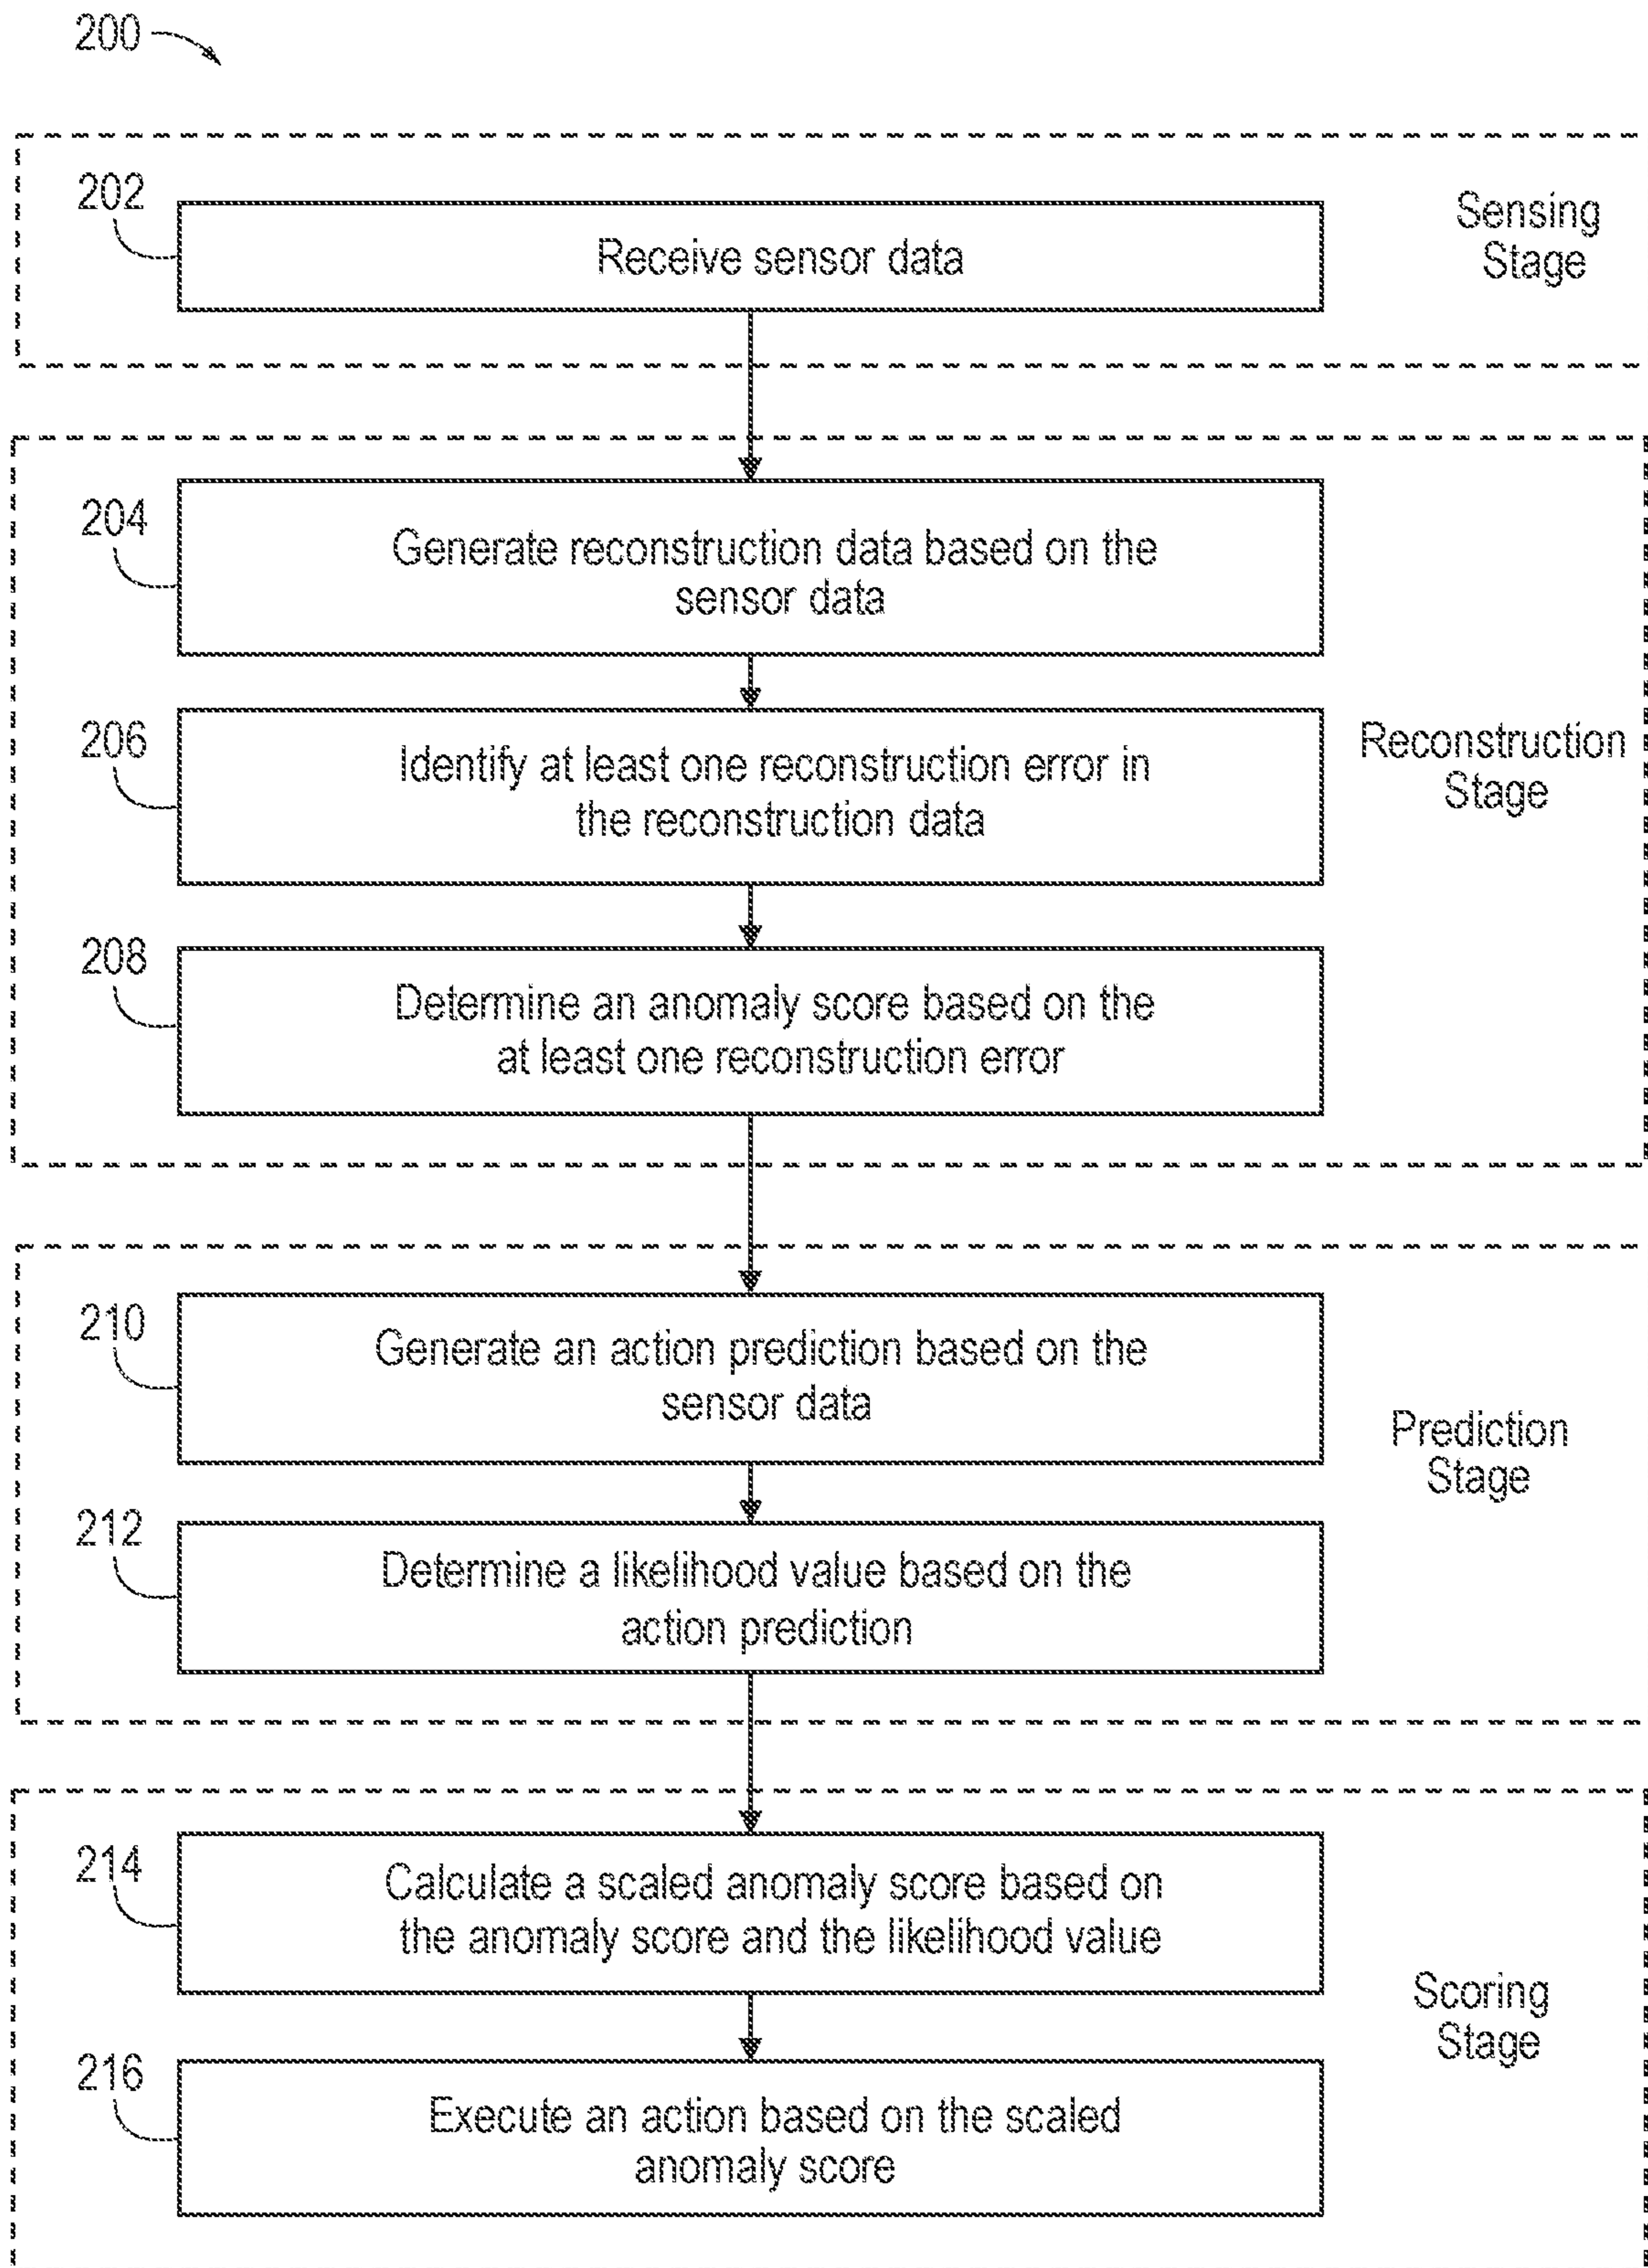 200
202
Receive sensor data
Sensing
Stage
204
Generate reconstruction data based on the
sensor data
206
Identify at least one reconstruction error in
the reconstruction data
Reconstruction
Stage
208
Determine an anomaly score based on the
at least one reconstruction error
210
Generate an action prediction based on the
sensor data
Prediction
Stage
212
Determine a likelihood value based on the
action prediction
214
Calculate a scaled anomaly score based on
the anomaly score and the likelihood value
Scoring
Stage
216
Execute an action based on the scaled
anomaly score